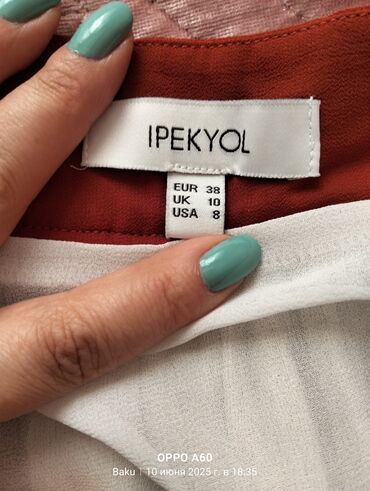 IPEKYOL
EUR 38
UK 10
USA 8
OPPO A60
Baku | 10 июня 2025 г. в 18:35